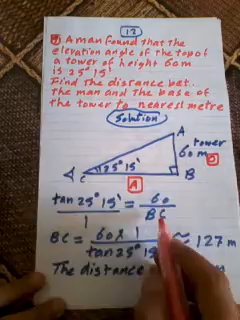 12
A man found that the
elevation angle of the top of
a tower of height 60m
is 25° 15'
Find the distance bet.
The man and the base of
the tower to nearest metre
Solution
A
tower
60 m
25° 15'
C
B
A
tan 25° 15' = 60
1 BC
BC = 60 x 1 ≈ 127 m
tan 25° 15'
The distance